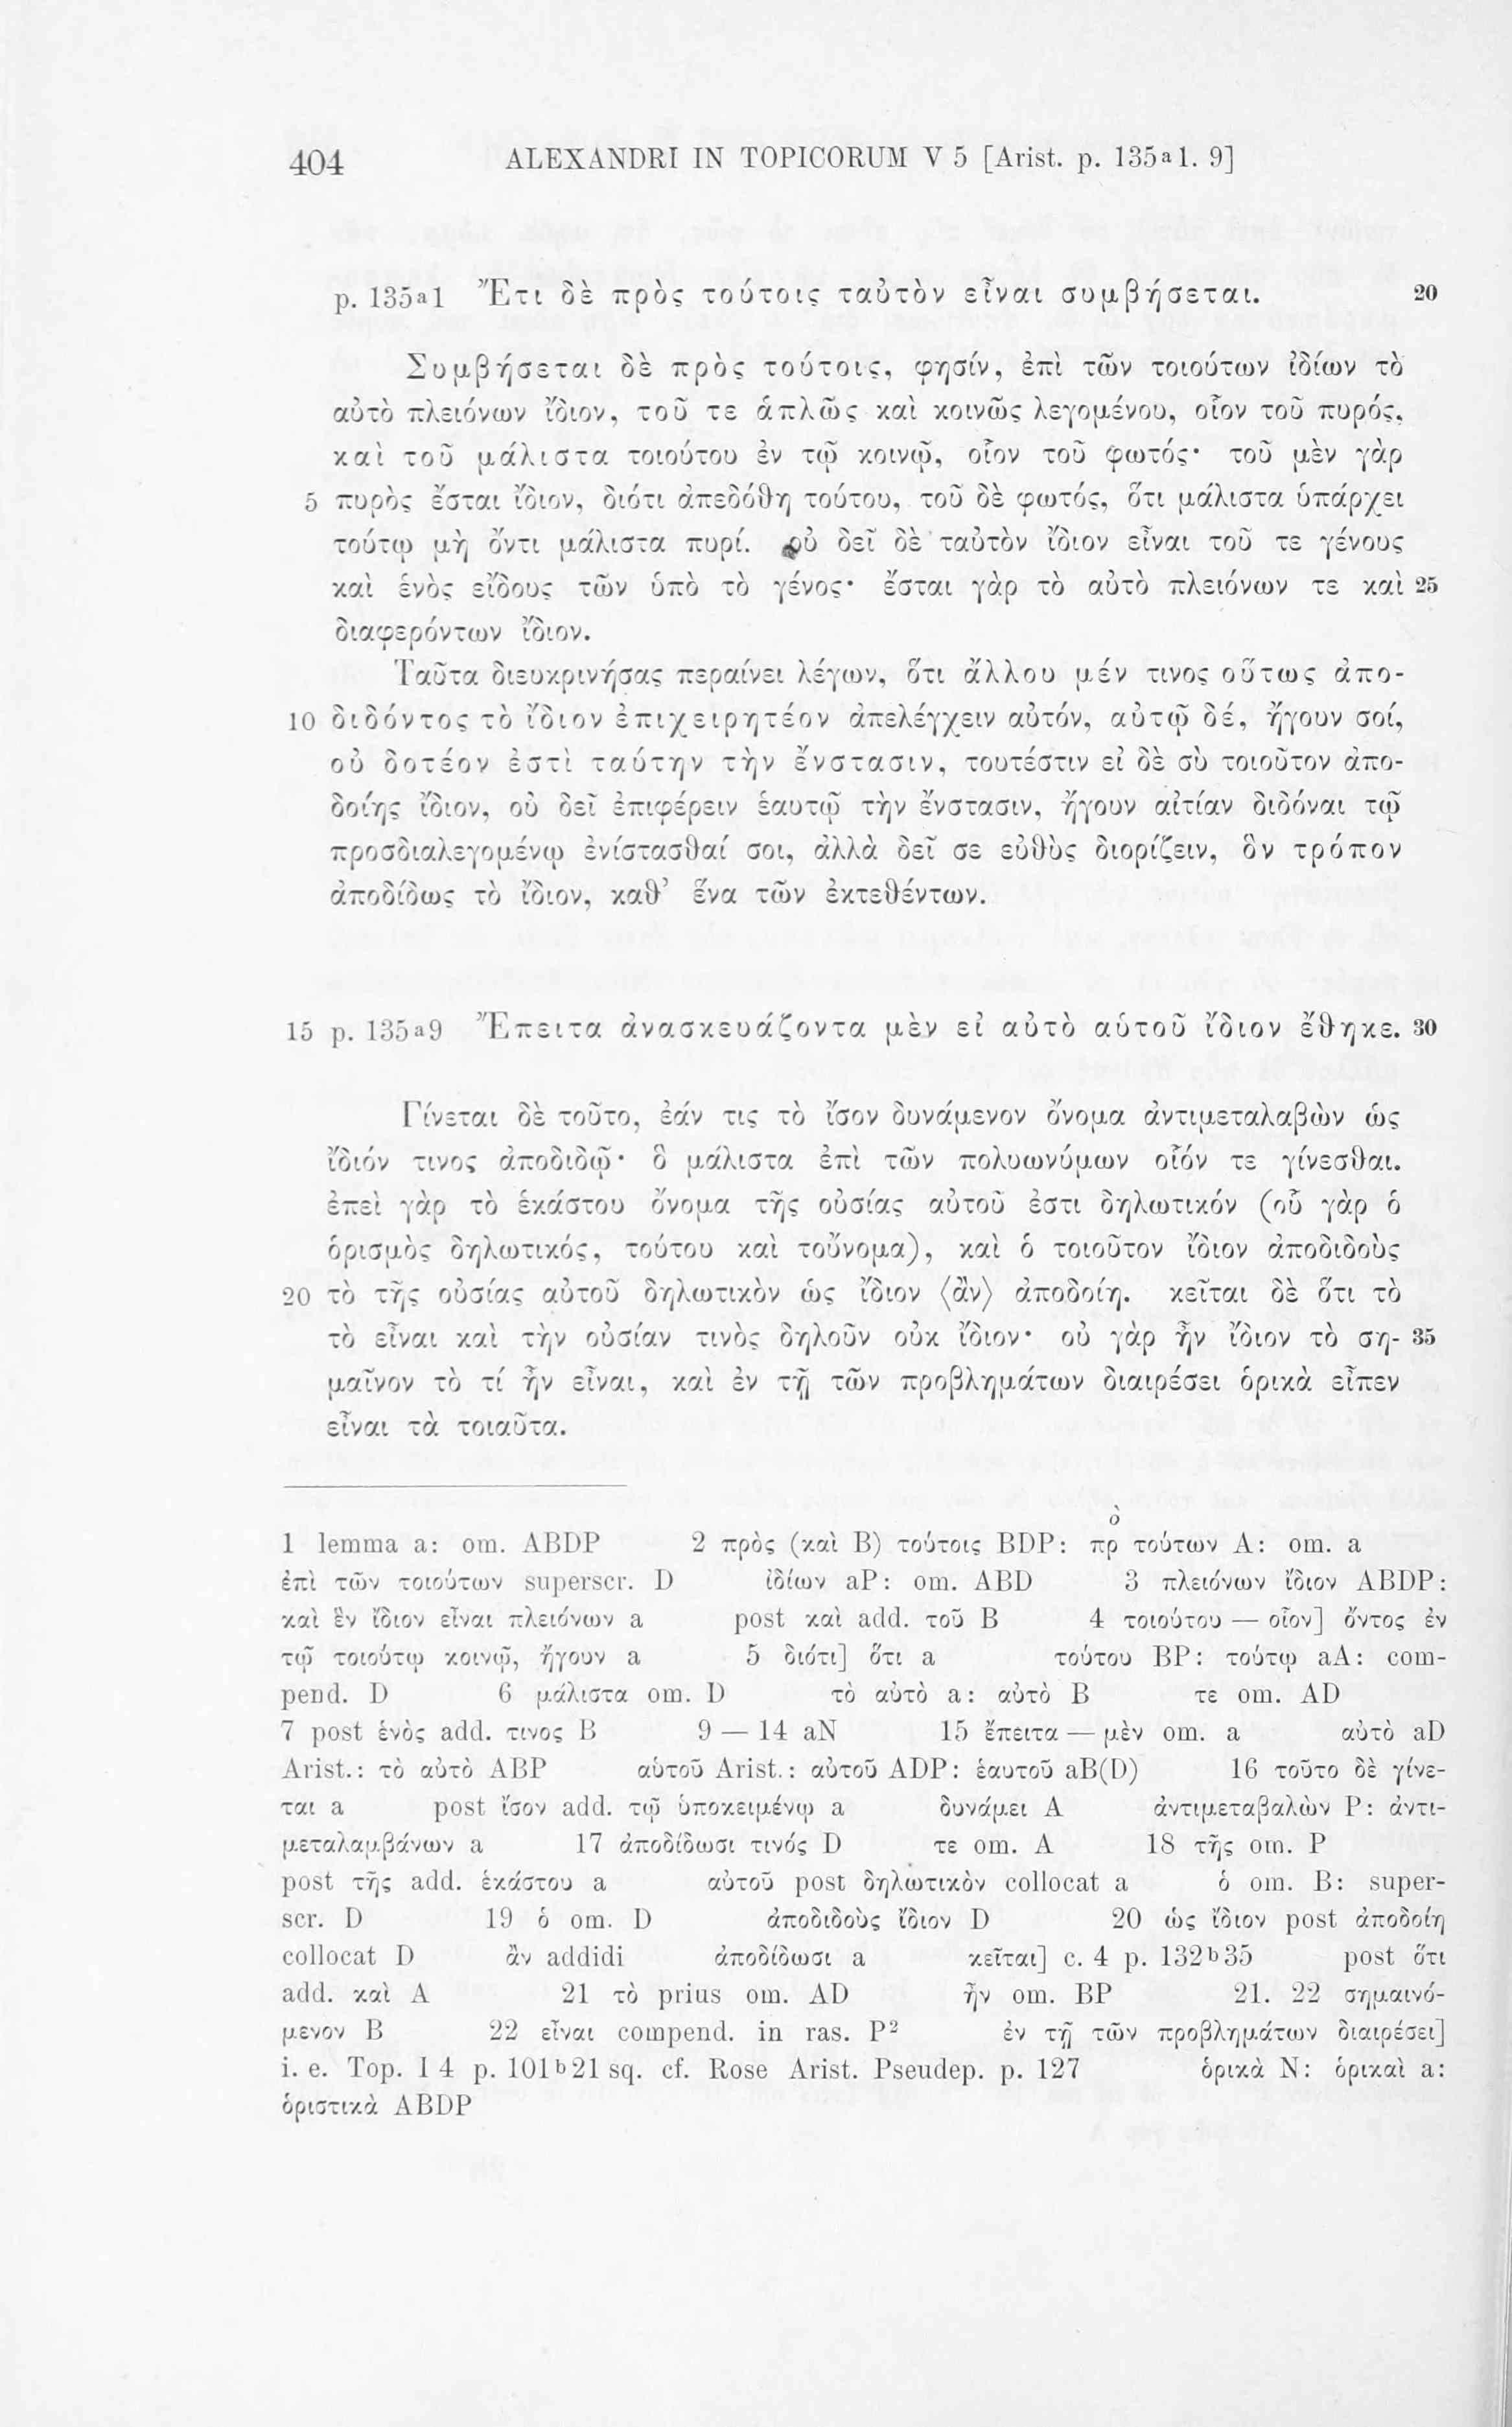 404 ALEXANDRI IN TOPICORUM V 5 [Arist. p. 135a1. 9]
p. 135a1 Ἔτι δὲ πρὸς τούτοις ταὐτὸν εἶναι συμβήσεται. 20
Συμβήσεται δὲ πρὸς τούτοις, φησίν, ἐπὶ τῶν τοιούτων ἰδίων τὸ
αὐτὸ πλειόνων ἴδιον, τοῦ τε ἁπλῶς καὶ κοινῶς λεγομένου, οἷον τοῦ πυρός,
καὶ τοῦ μάλιστα τοιούτου ἐν τῷ κοινῷ, οἷον τοῦ φωτός· τοῦ μὲν γὰρ
5 πυρὸς ἔσται ἴδιον, διότι ἀπεδόθη τούτου, τοῦ δὲ φωτός, ὅτι μάλιστα ὑπάρχει
τούτῳ μὴ ὄντι μάλιστα πυρί. οὐ δεῖ δὲ ταὐτὸν ἴδιον εἶναι τοῦ τε γένους
καὶ ἑνὸς εἴδους τῶν ὑπὸ τὸ γένος· ἔσται γὰρ τὸ αὐτὸ πλειόνων τε καὶ 25
διαφερόντων ἴδιον.
Ταῦτα διευκρινήσας περαίνει λέγων, ὅτι ἄλλου μέν τινος οὕτως ἀπο-
10 διδόντος τὸ ἴδιον ἐπιχειρητέον ἀπελέγχειν αὐτόν, αὐτῷ δέ, ἤγουν σοί,
οὐ δοτέον ἐστὶ ταύτην τὴν ἔνστασιν, τουτέστιν εἰ δὲ σὺ τοιοῦτον ἀπο-
δοίης ἴδιον, οὐ δεῖ ἐπιφέρειν ἑαυτῷ τὴν ἔνστασιν, ἤγουν αἰτίαν διδόναι τῷ
προσδιαλεγομένῳ ἐνίστασθαί σοι, ἀλλὰ δεῖ σε εὐθὺς διορίζειν, ὃν τρόπον
ἀποδίδως τὸ ἴδιον, καθ’ ἕνα τῶν ἐκτεθέντων.
15 p. 135a9 Ἔπειτα ἀνασκευάζοντα μὲν εἰ αὐτὸ αὑτοῦ ἴδιον ἔθηκε. 30
Γίνεται δὲ τοῦτο, ἐάν τις τὸ ἴσον δυνάμενον ὄνομα ἀντιμεταλαβὼν ὡς
ἴδιόν τινος ἀποδιδῷ· ὃ μάλιστα ἐπὶ τῶν πολυωνύμων οἷόν τε γίνεσθαι.
ἐπεὶ γὰρ τὸ ἑκάστου ὄνομα τῆς οὐσίας αὐτοῦ ἐστι δηλωτικόν (οὗ γὰρ ὁ
ὁρισμὸς δηλωτικός, τούτου καὶ τοὔνομα), καὶ ὁ τοιοῦτον ἴδιον ἀποδιδοὺς
20 τὸ τῆς οὐσίας αὐτοῦ δηλωτικὸν ὡς ἴδιον ⟨ἂν⟩ ἀποδοίη. κεῖται δὲ ὅτι τὸ
τὸ εἶναι καὶ τὴν οὐσίαν τινὸς δηλοῦν οὐκ ἴδιον· οὐ γὰρ ἦν ἴδιον τὸ ση- 35
μαῖνον τὸ τί ἦν εἶναι, καὶ ἐν τῇ τῶν προβλημάτων διαιρέσει ὁρικὰ εἶπεν
εἶναι τὰ τοιαῦτα.
1 lemma a: om. ABDP 2 πρὸς (καὶ B) τούτοις BDP: πρὸ τούτων A: om. a
ἐπὶ τῶν τοιούτων superscr. D ἰδίων aP: om. ABD 3 πλειόνων ἴδιον ABDP:
καὶ ἓν ἴδιον εἶναι πλειόνων a post καὶ add. τοῦ B 4 τοιούτου — οἷον] ὄντος ἐν
τῷ τοιούτῳ κοινῷ, ἤγουν a 5 διότι] ὅτι a τούτου BP: τούτῳ aA: com-
pend. D 6 μάλιστα om. D τὸ αὐτὸ a: αὐτὸ B τε om. AD
7 post ἑνὸς add. τινος B 9 — 14 aN 15 ἔπειτα — μὲν om. a αὐτὸ aD
Arist.: τὸ αὐτὸ ABP αὑτοῦ Arist.: αὐτοῦ ADP: ἑαυτοῦ aB(D) 16 τοῦτο δὲ γίνε-
ται a post ἴσον add. τῷ ὑποκειμένῳ a δυνάμει A ἀντιμεταβαλὼν P: ἀντι-
μεταλαμβάνων a 17 ἀποδίδωσι τινός D τε om. A 18 τῆς om. P
post τῆς add. ἑκάστου a αὐτοῦ post δηλωτικὸν collocat a ὁ om. B: super-
scr. D 19 ὁ om. D ἀποδιδοὺς ἴδιον D 20 ὡς ἴδιον post ἀποδοίη
collocat D ἂν addidi ἀποδίδωσι a κεῖται] c. 4 p. 132b35 post ὅτι
add. καὶ A 21 τὸ prius om. AD ἦν om. BP 21. 22 σημαινό-
μενον B 22 εἶναι compend. in ras. P2 ἐν τῇ τῶν προβλημάτων διαιρέσει]
i. e. Top. I 4 p. 101b21 sq. cf. Rose Arist. Pseudep. p. 127 ὁρικὰ N: ὁρικαὶ a:
ὁριστικὰ ABDP